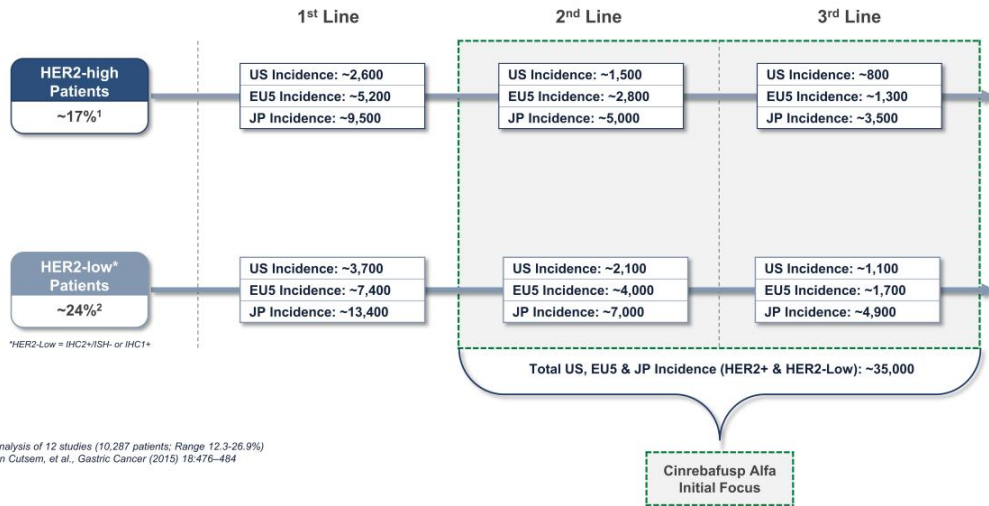 1st Line
2nd Line
3rd Line
HER2-high
Patients
~17%1
US Incidence: ~2,600
EU5 Incidence: ~5,200
JP Incidence: ~9,500
US Incidence: ~1,500
EU5 Incidence: ~2,800
JP Incidence: ~5,000
US Incidence: ~800
EU5 Incidence: ~1,300
JP Incidence: ~3,500
HER2-low*
Patients
~24%2
US Incidence: ~3,700
EU5 Incidence: ~7,400
JP Incidence: ~13,400
US Incidence: ~2,100
EU5 Incidence: ~4,000
JP Incidence: ~7,000
US Incidence: ~1,100
EU5 Incidence: ~1,700
JP Incidence: ~4,900
*HER2-Low = IHC2+/ISH- or IHC1+
Total US, EU5 & JP Incidence (HER2+ & HER2-Low): ~35,000
nalysis of 12 studies (10,287 patients; Range 12.3-26.9%)
n Cutsem, et al., Gastric Cancer (2015) 18:476–484
Cinrebafusp Alfa
Initial Focus